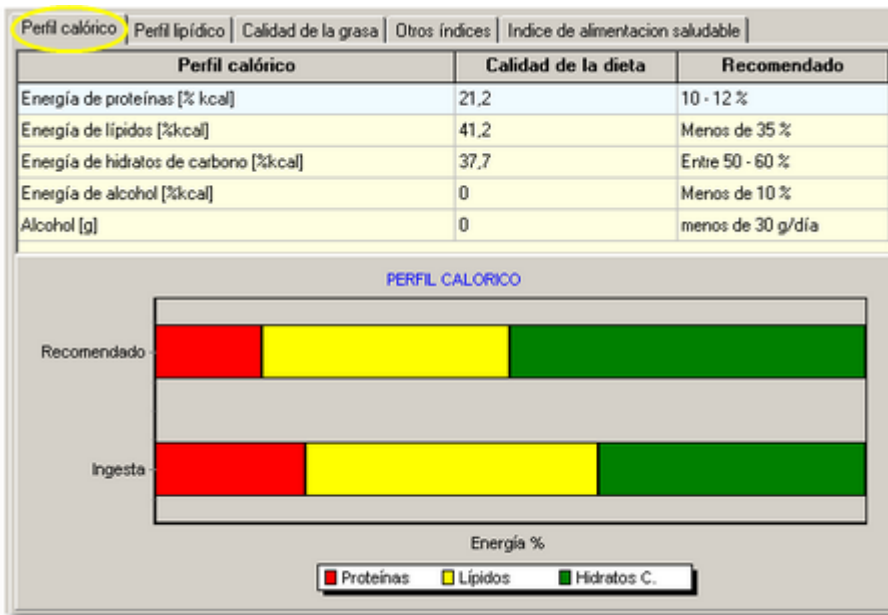 Perfil calórico Perfil lipídico Calidad de la grasa Otros índices Indice de alimentacion saludable
Perfil calórico Calidad de la dieta Recomendado
Energía de proteínas [% kcal] 21,2 10 - 12 %
Energía de lípidos [%kcal] 41,2 Menos de 35 %
Energía de hidratos de carbono [%kcal] 37,7 Entre 50 - 60 %
Energía de alcohol [%kcal] 0 Menos de 10 %
Alcohol [g] 0 menos de 30 g/día
PERFIL CALORICO
Recomendado
Ingesta
Energía %
Proteínas Lípidos Hidratos C.